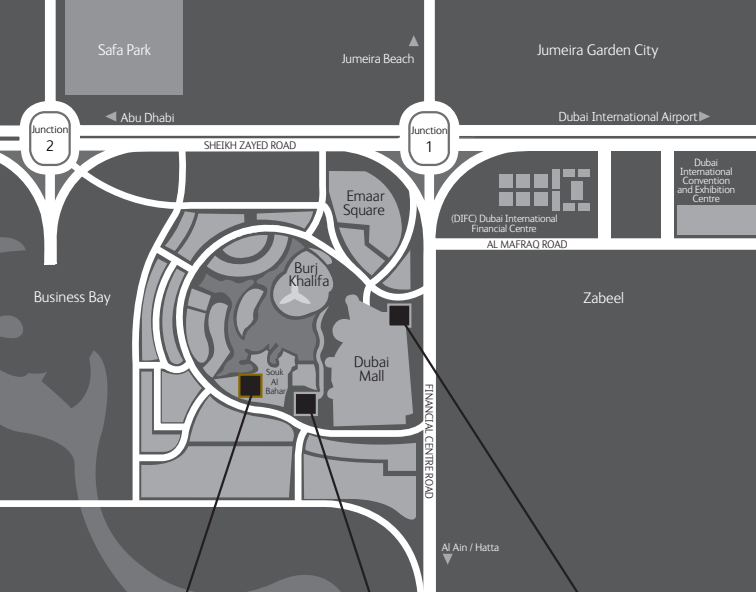 Safa Park
Jumeira Beach
Jumeira Garden City
Abu Dhabi
Dubai International Airport
Junction
2
Junction
1
SHEIKH ZAYED ROAD
Dubai
International
Convention
and Exhibition
Centre
Emaar
Square
(DIFC) Dubai International
Financial Centre
AL MAFRAQ ROAD
Burj
Khalifa
Business Bay
Zabeel
Dubai
Mall
Souk
Al
Bahar
FINANCIAL CENTRE ROAD
Al Ain / Hatta